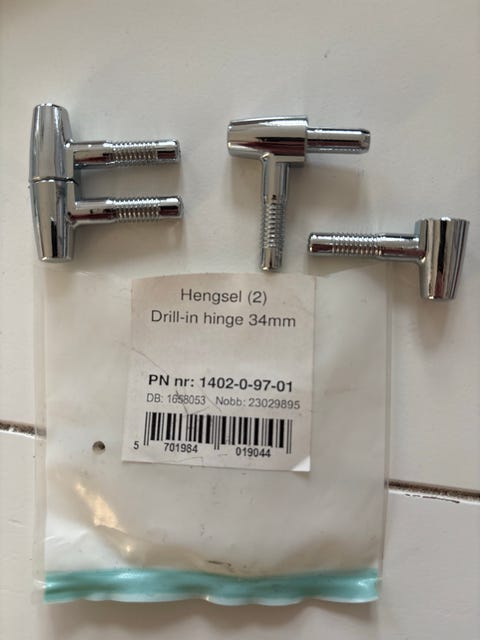 Hengsel (2)
Drill-in hinge 34mm
PN nr: 1402-0-97-01
DB: 1658053 Nobb: 23029895
5 701984 019044